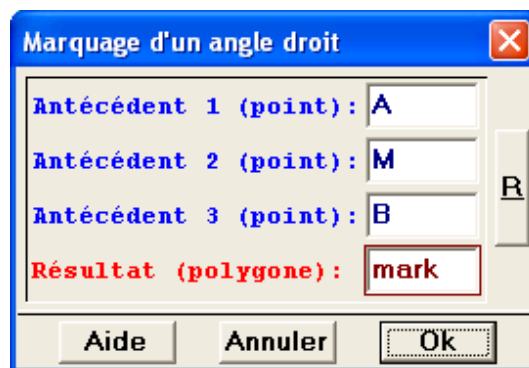 Marquage d'un angle droit
Antécédent 1 (point): A
Antécédent 2 (point): M
Antécédent 3 (point): B
R
Résultat (polygone): mark
Aide Annuler Ok